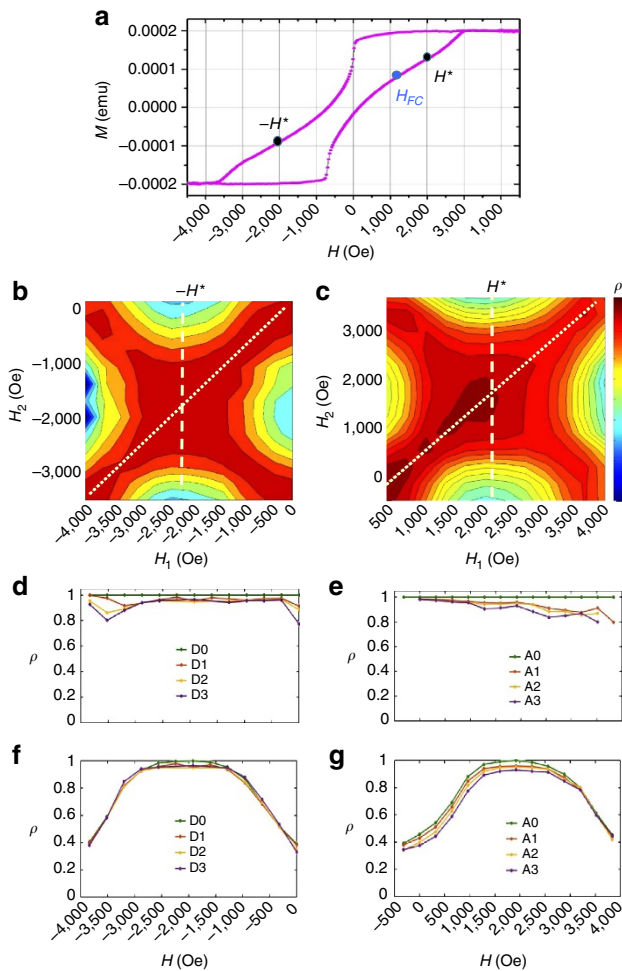 a
M (emu)
0.0002
0.0001
0.0000
−0.0001
−0.0002
H*
H_FC
−H*
−4,000
−3,000
−2,000
−1,000
0
1,000
2,000
3,000
1,000
H (Oe)
b
−H*
c
H*
ρ
H2 (Oe)
0
−1,000
−2,000
−3,000
−4,000
−3,500
−3,000
−2,500
−2,000
−1,500
−1,000
−500
0
H1 (Oe)
H2 (Oe)
3,000
2,000
1,000
0
500
1,000
1,500
2,000
2,500
3,000
3,500
4,000
H1 (Oe)
d
ρ
1
0.8
0.6
0.4
0.2
0
D0
D1
D2
D3
e
ρ
1
0.8
0.6
0.4
0.2
0
A0
A1
A2
A3
f
ρ
1
0.8
0.6
0.4
0.2
0
D0
D1
D2
D3
−4,000
−3,500
−3,000
−2,500
−2,000
−1,500
−1,000
−500
0
H (Oe)
g
ρ
1
0.8
0.6
0.4
0.2
0
A0
A1
A2
A3
−500
0
500
1,000
1,500
2,000
2,500
3,000
3,500
4,000
H (Oe)